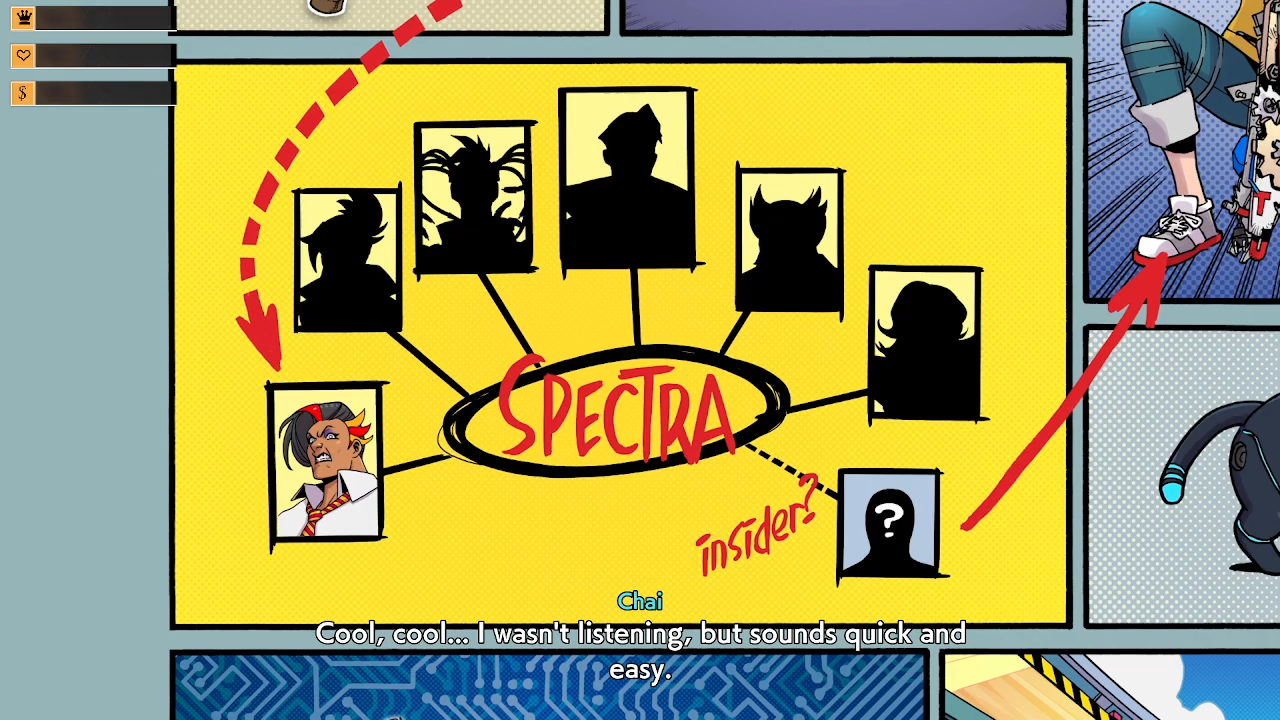 $
SPECTRA
insider?
?
Chai
Cool, cool... I wasn't listening, but sounds quick and
easy.